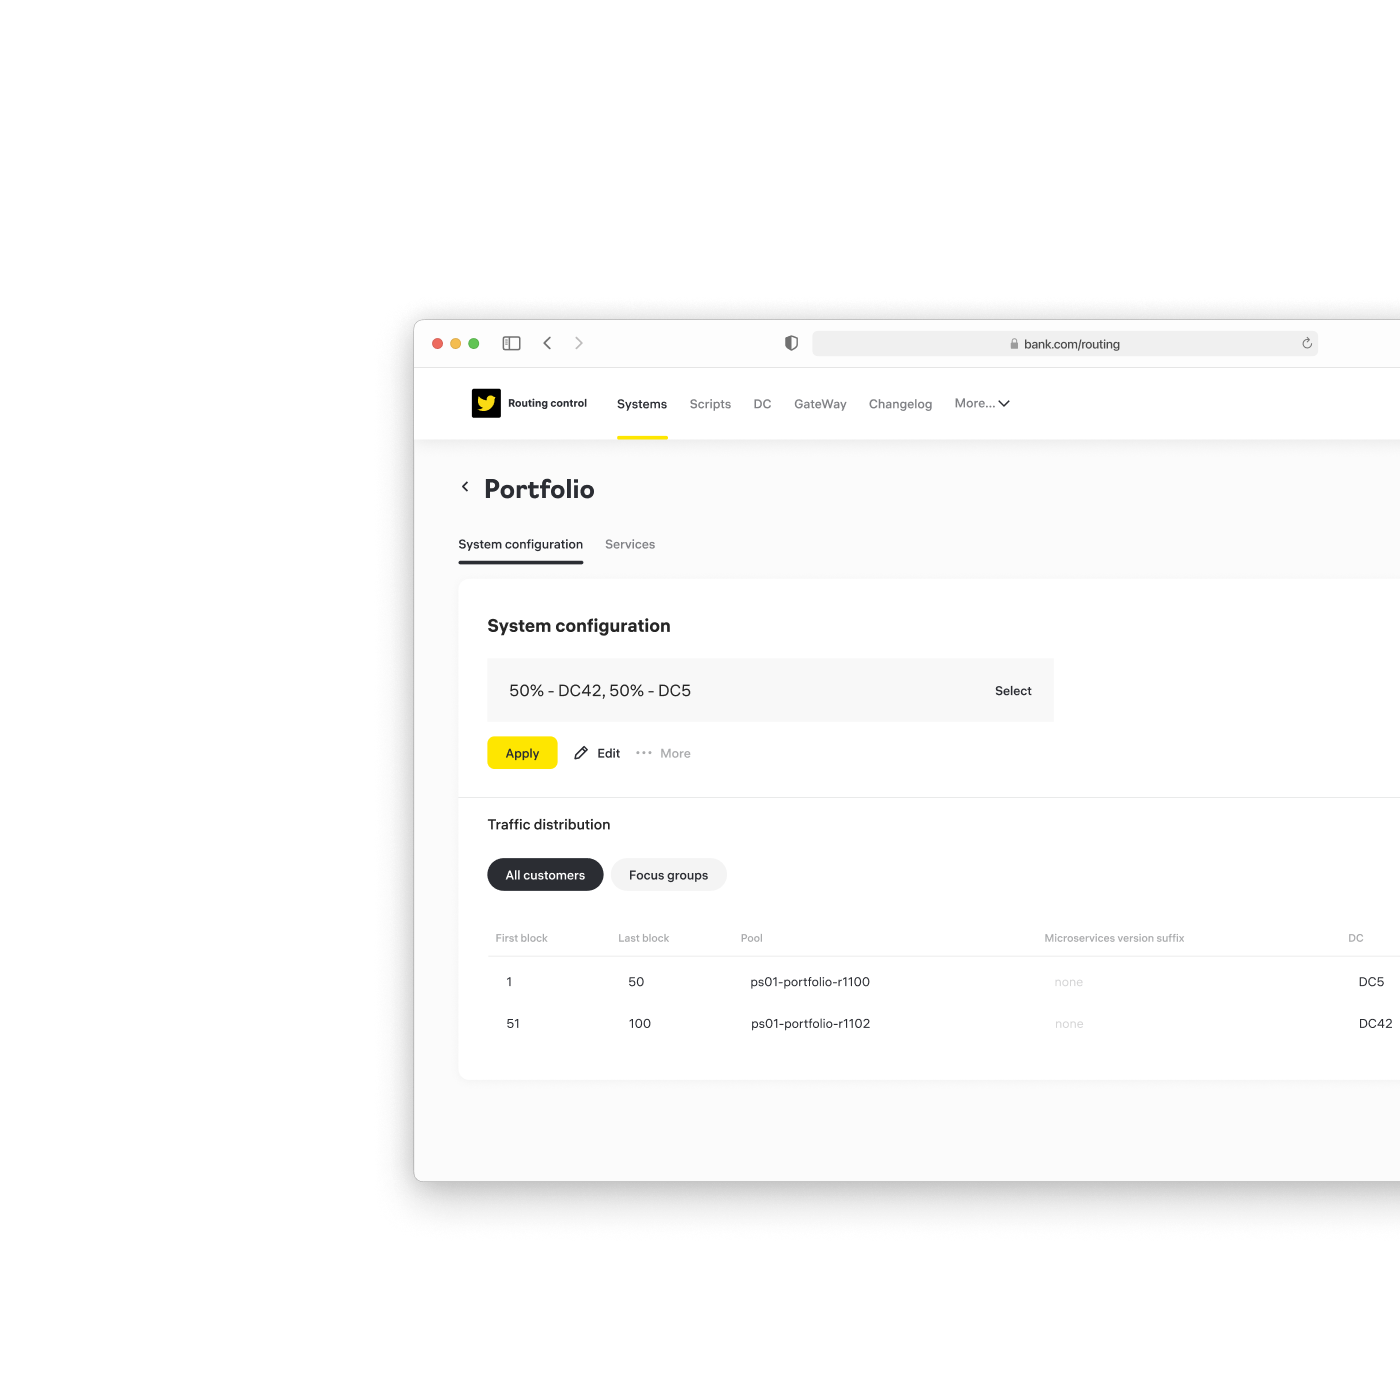 bank.com/routing
Routing control Systems Scripts DC GateWay Changelog More...
Portfolio
System configuration Services
System configuration
50% - DC42, 50% - DC5 Select
Apply Edit ••• More
Traffic distribution
All customers Focus groups
First block Last block Pool Microservices version suffix DC
1 50 ps01-portfolio-r1100 none DC5
51 100 ps01-portfolio-r1102 none DC42